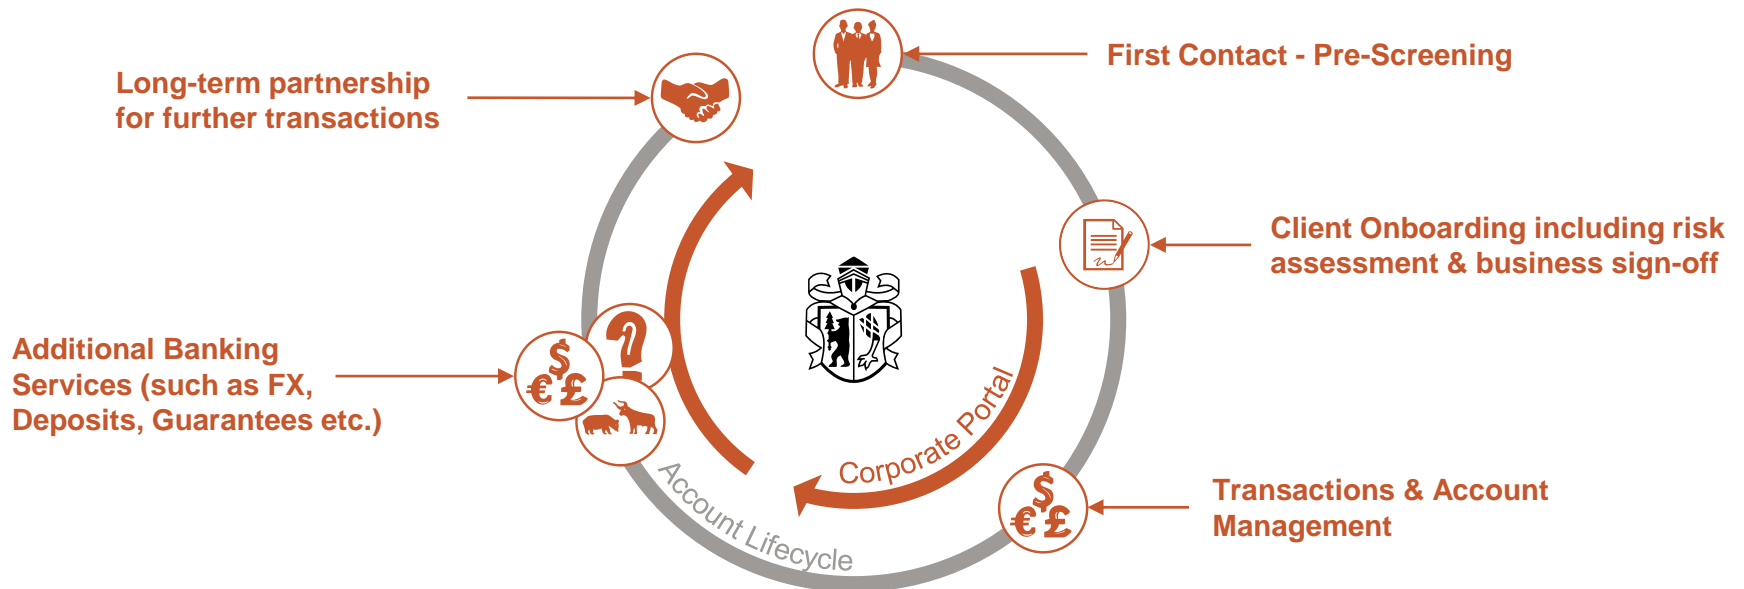 First Contact - Pre-Screening
Long-term partnership
for further transactions
Client Onboarding including risk
assessment & business sign-off
Additional Banking
Services (such as FX,
Deposits, Guarantees etc.)
Transactions & Account
Management
Corporate Portal
Account Lifecycle
$
€ £
?
$
€ £